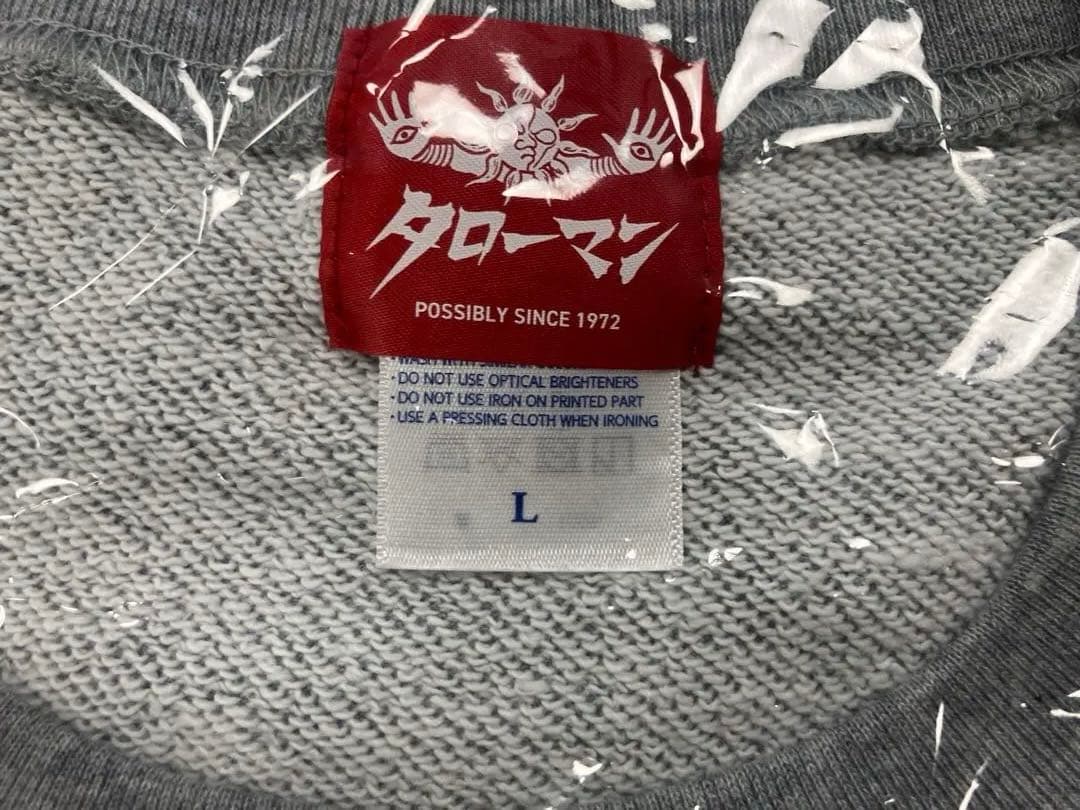 タローマン
POSSIBLY SINCE 1972
• DO NOT USE OPTICAL BRIGHTENERS
• DO NOT USE IRON ON PRINTED PART
• USE A PRESSING CLOTH WHEN IRONING
L